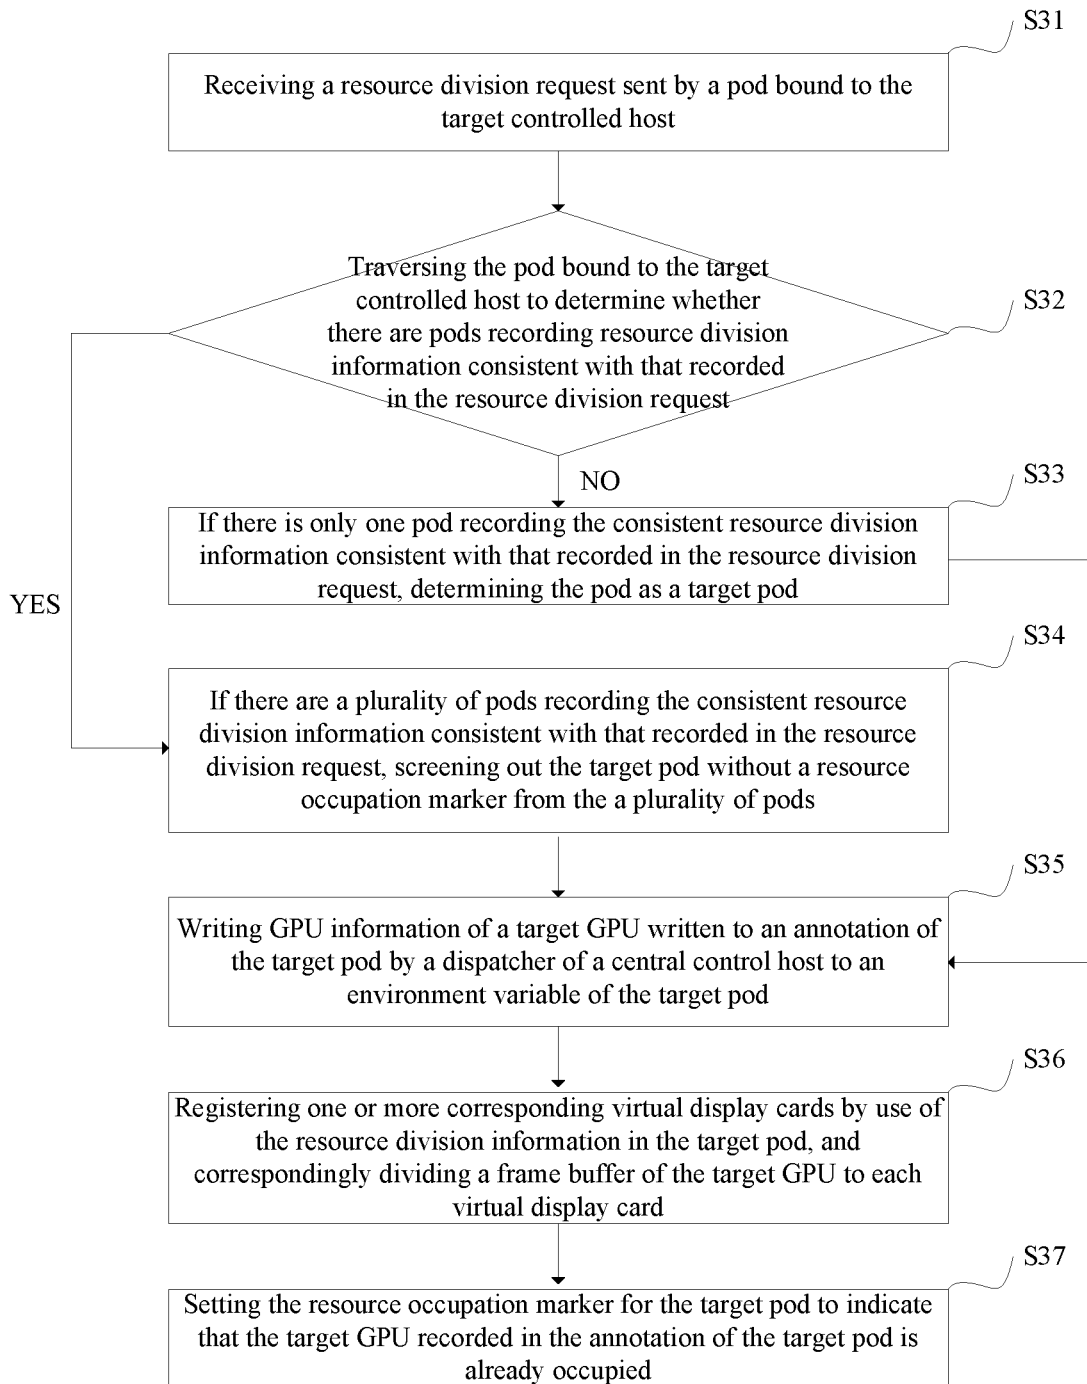 S31
Receiving a resource division request sent by a pod bound to the
target controlled host
Traversing the pod bound to the target
controlled host to determine whether
there are pods recording resource division
information consistent with that recorded
in the resource division request
S32
NO
S33
If there is only one pod recording the consistent resource division
information consistent with that recorded in the resource division
request, determining the pod as a target pod
YES
S34
If there are a plurality of pods recording the consistent resource
division information consistent with that recorded in the resource
division request, screening out the target pod without a resource
occupation marker from the a plurality of pods
S35
Writing GPU information of a target GPU written to an annotation of
the target pod by a dispatcher of a central control host to an
environment variable of the target pod
S36
Registering one or more corresponding virtual display cards by use of
the resource division information in the target pod, and
correspondingly dividing a frame buffer of the target GPU to each
virtual display card
S37
Setting the resource occupation marker for the target pod to indicate
that the target GPU recorded in the annotation of the target pod is
already occupied